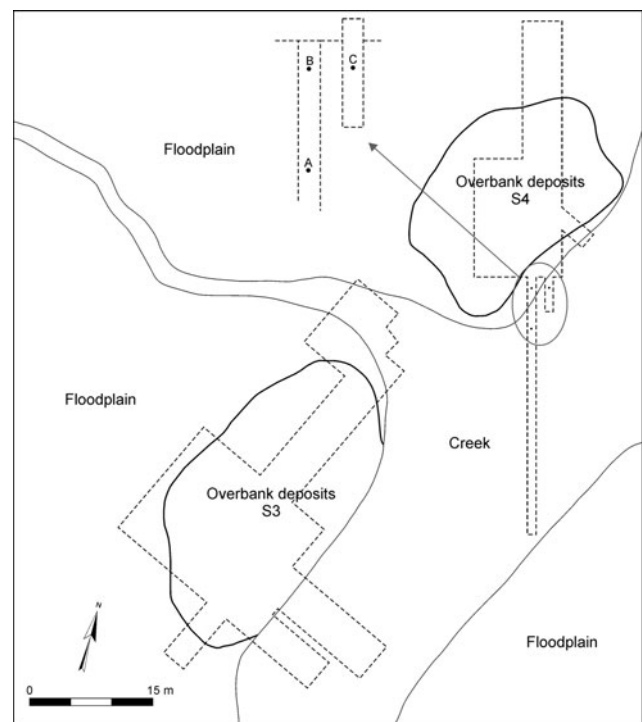 B
C
A
Floodplain
Overbank deposits
S4
Floodplain
Creek
Overbank deposits
S3
Floodplain
N
0
15 m